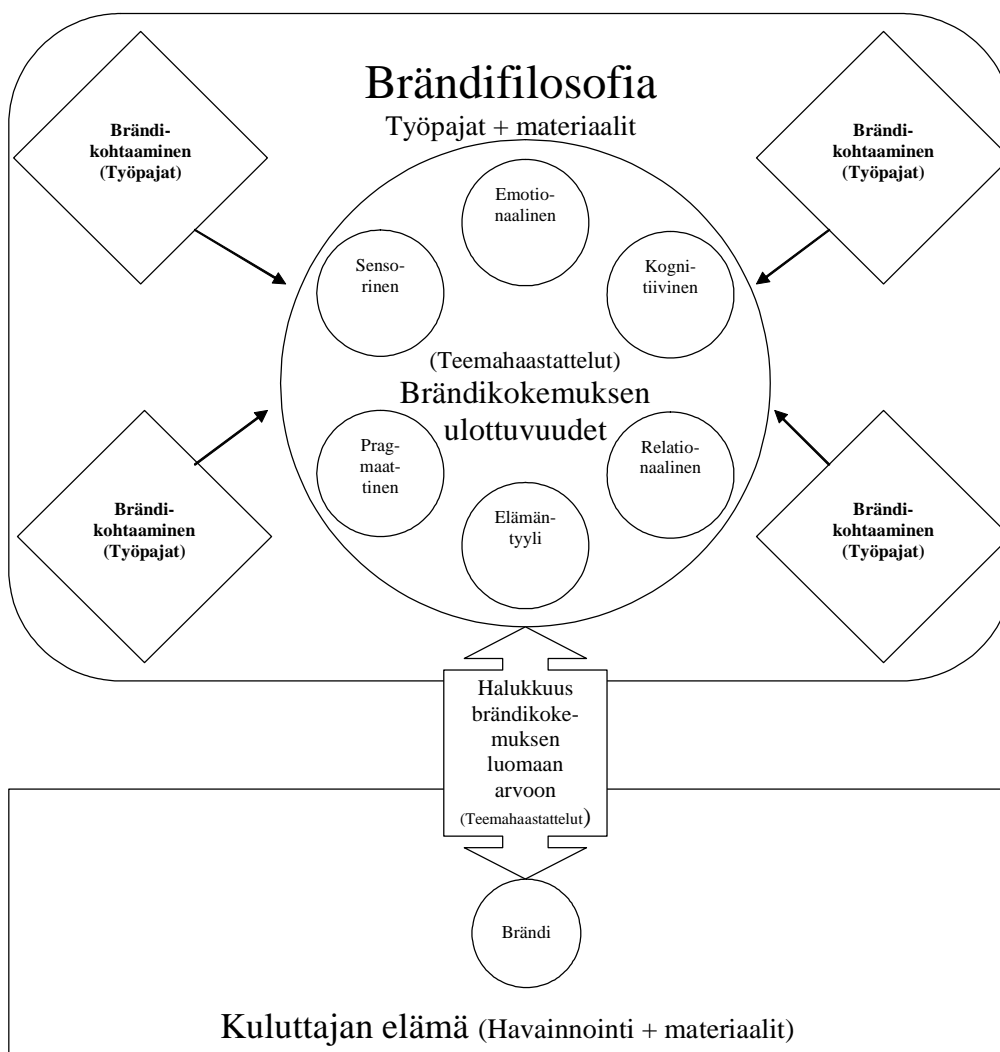 Brändifilosofia
Työpajat + materiaalit
Brändi-
kohtaaminen
(Työpajat)
Brändi-
kohtaaminen
(Työpajat)
Emotio-
naalinen
Senso-
rinen
Kogni-
tiivinen
(Teemahaastattelut)
Brändikokemuksen
ulottuvuudet
Prag-
maat-
tinen
Relatio-
naalinen
Elämän-
tyyli
Brändi-
kohtaaminen
(Työpajat)
Brändi-
kohtaaminen
(Työpajat)
Halukkuus
brändikoke-
muksen
luomaan
arvoon
(Teemahaastattelut)
Brändi
Kuluttajan elämä (Havainnointi + materiaalit)